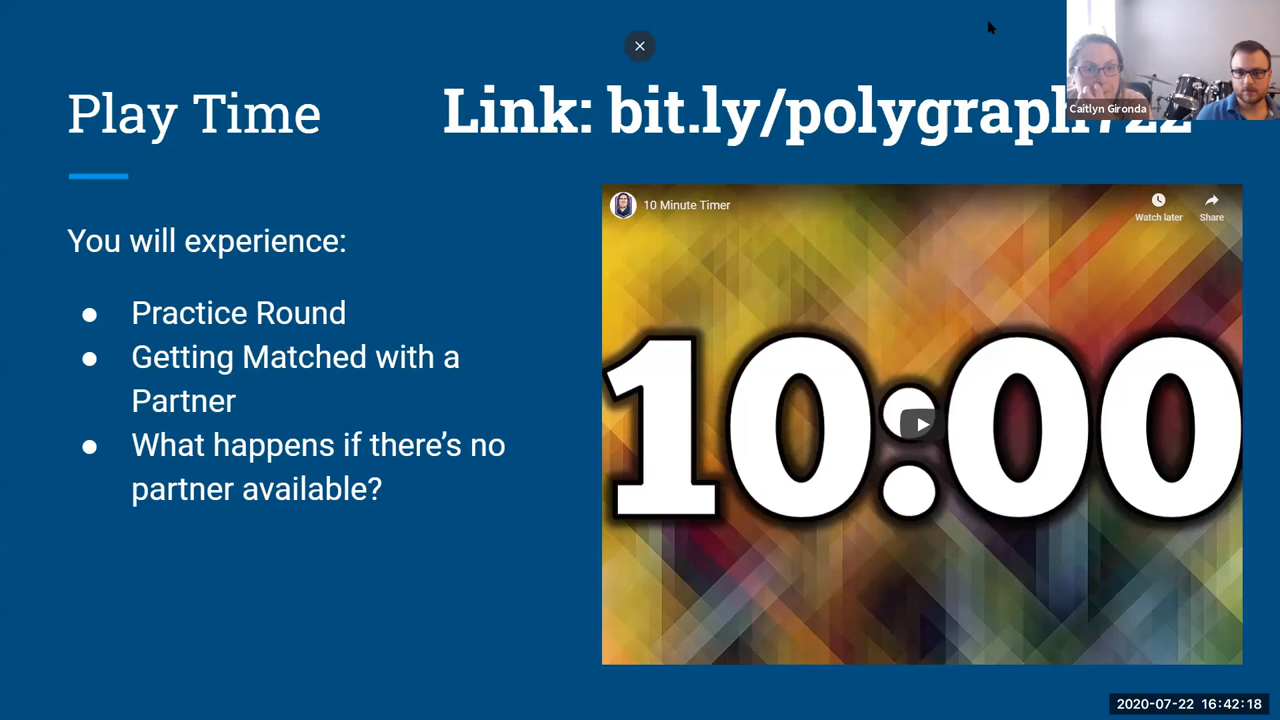 Play Time
Link: bit.ly/polygraph722
Caitlyn Gironda
10 Minute Timer
Watch later
Share
You will experience:
● Practice Round
● Getting Matched with a
Partner
● What happens if there’s no
partner available?
10:00
2020-07-22 16:42:18